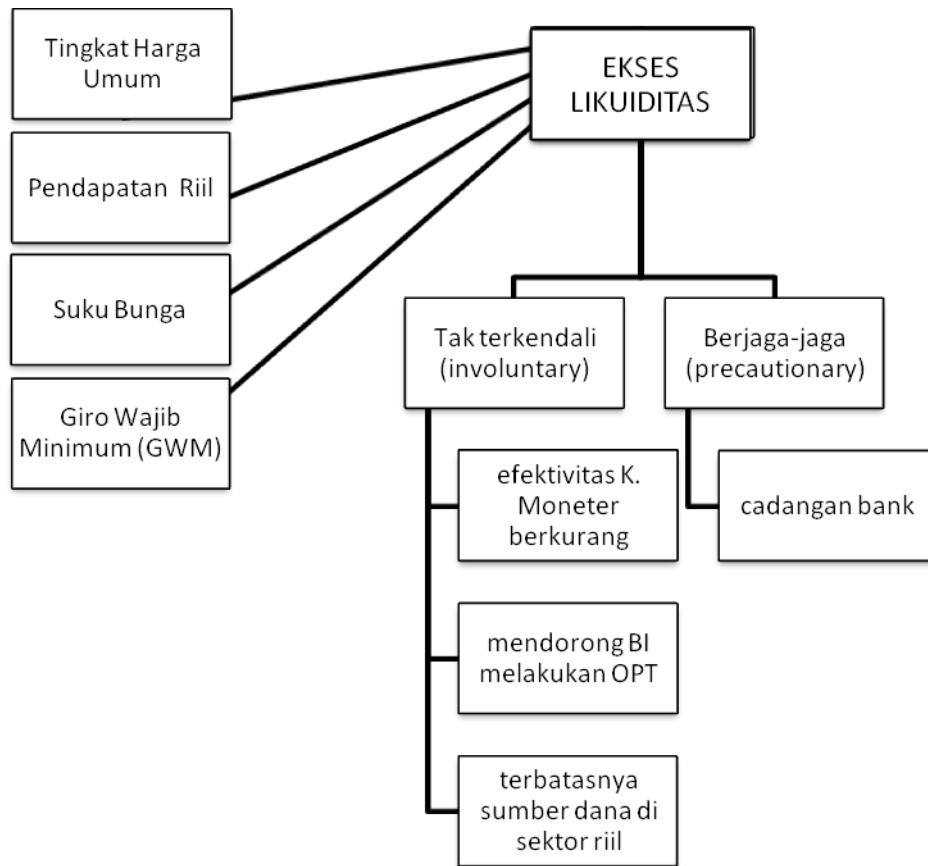 Tingkat Harga
Umum
Pendapatan Riil
Suku Bunga
Giro Wajib
Minimum (GWM)
EKSES
LIKUIDITAS
Tak terkendali
(involuntary)
Berjaga-jaga
(precautionary)
efektivitas K.
Moneter
berkurang
cadangan bank
mendorong BI
melakukan OPT
terbatasnya
sumber dana di
sektor riil